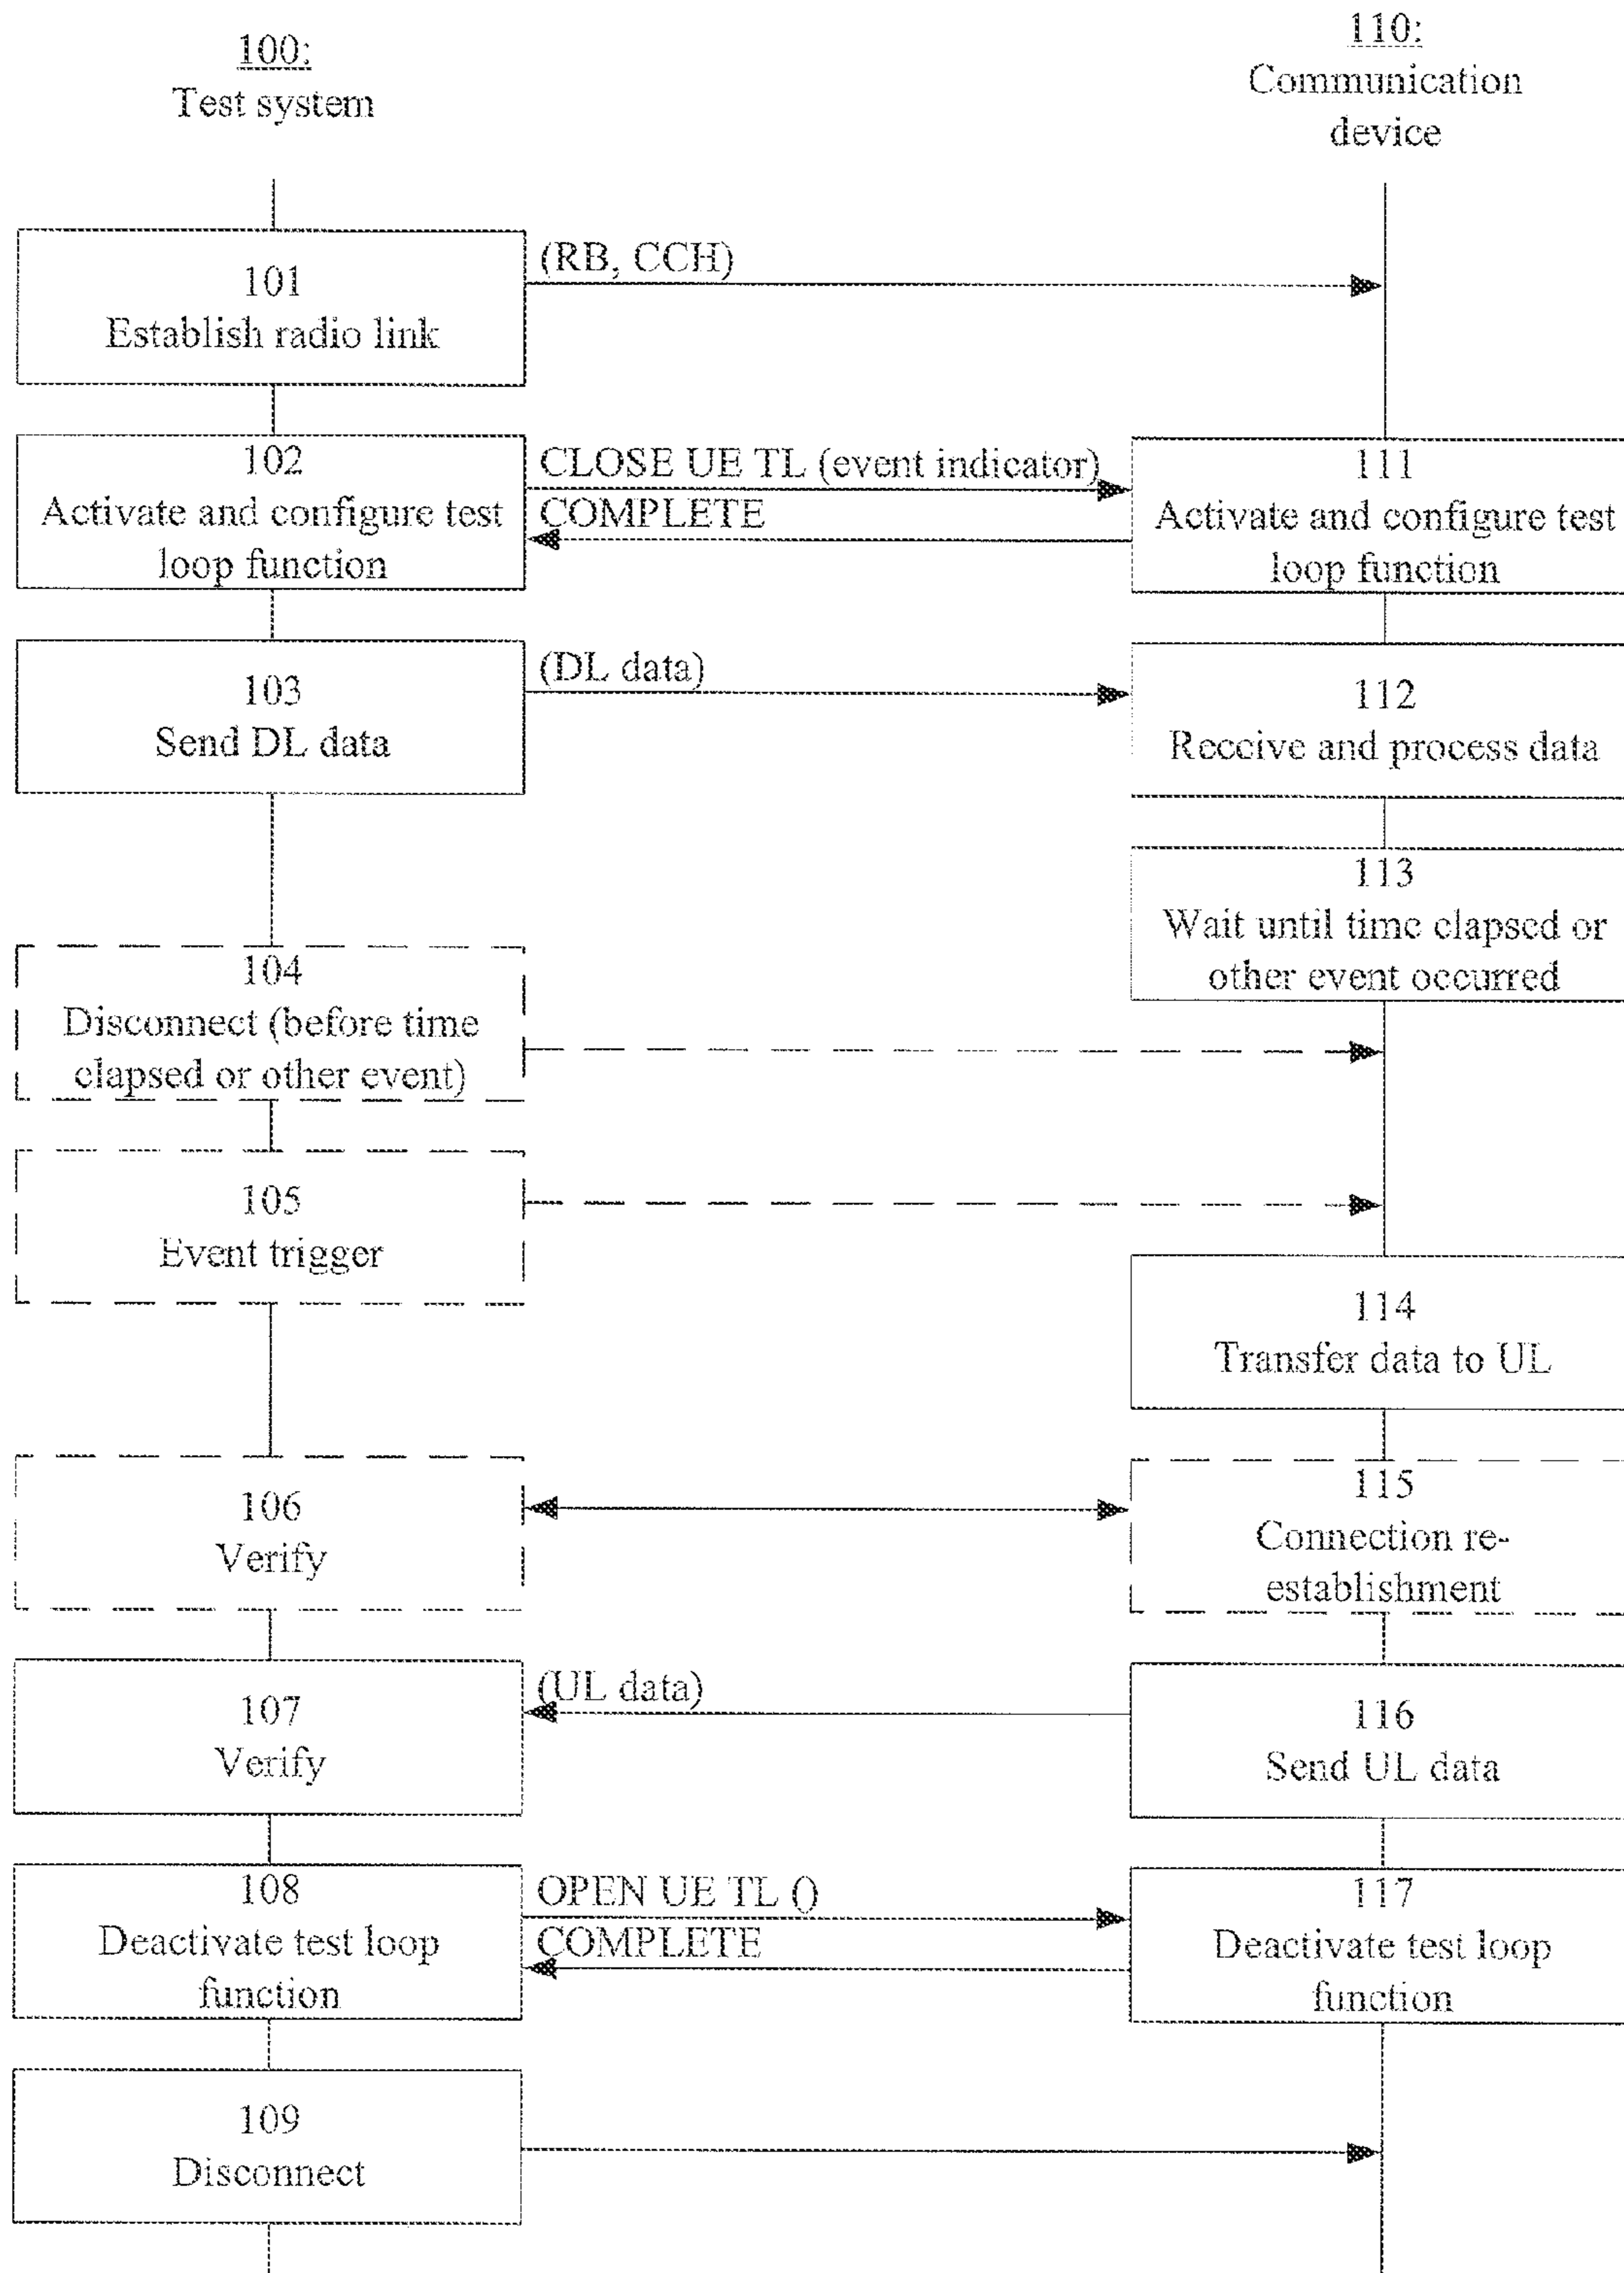 100:
Test system
110:
Communication
device
101
Establish radio link
(RB, CCH)
102
Activate and configure test
loop function
CLOSE UE TL (event indicator)
COMPLETE
111
Activate and configure test
loop function
103
Send DL data
(DL data)
112
Receive and process data
113
Wait until time elapsed or
other event occurred
104
Disconnect (before time
elapsed or other event)
105
Event trigger
114
Transfer data to UL
106
Verify
115
Connection re-
establishment
107
Verify
(UL data)
116
Send UL data
108
Deactivate test loop
function
OPEN UE TL ()
COMPLETE
117
Deactivate test loop
function
109
Disconnect